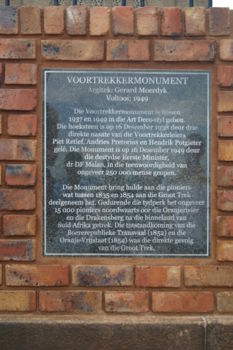 VOORTREKKERMONUMENT
Argitek: Gerard Moerdyk
Voltooi: 1949
Die Voortrekkermonument is tussen
1937 en 1949 in die Art Deco-styl gebou.
Die hoeksteen is op 16 Desember 1938 deur drie
direkte nasate van die Voortrekkerleiers
Piet Retief, Andries Pretorius en Hendrik Potgieter
gelê. Die Monument is op 16 Desember 1949 deur
die destydse Eerste Minister,
dr DF Malan, in die teenwoordigheid van
ongeveer 250 000 mense geopen.
Die Monument bring hulde aan die pioniers
wat tussen 1835 en 1854 aan die Groot Trek
deelgeneem het. Gedurende die tydperk het ongeveer
15 000 pioniers noordwaarts oor die Oranjerivier
en die Drakensberg na die binneland van
Suid-Afrika getrek. Die totstandkoming van die
Boererepublieke Transvaal (1852) en die
Oranje-Vrystaat (1854) was die direkte gevolg
van die Groot Trek.